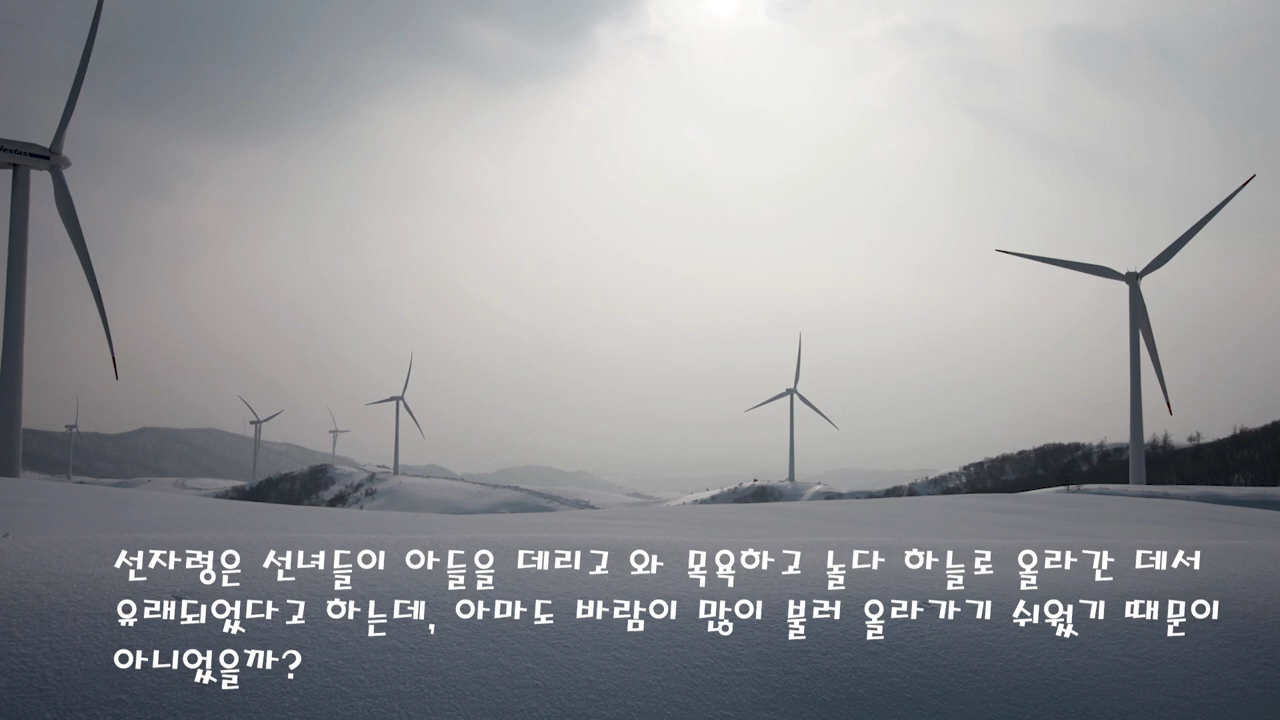 Vestas
선자령은 선녀들이 아들을 데리고 와 목욕하고 놀다 하늘로 올라간 데서
유래되었다고 하는데, 아마도 바람이 많이 불러 올라가기 쉬웠기 때문이
아니었을까?